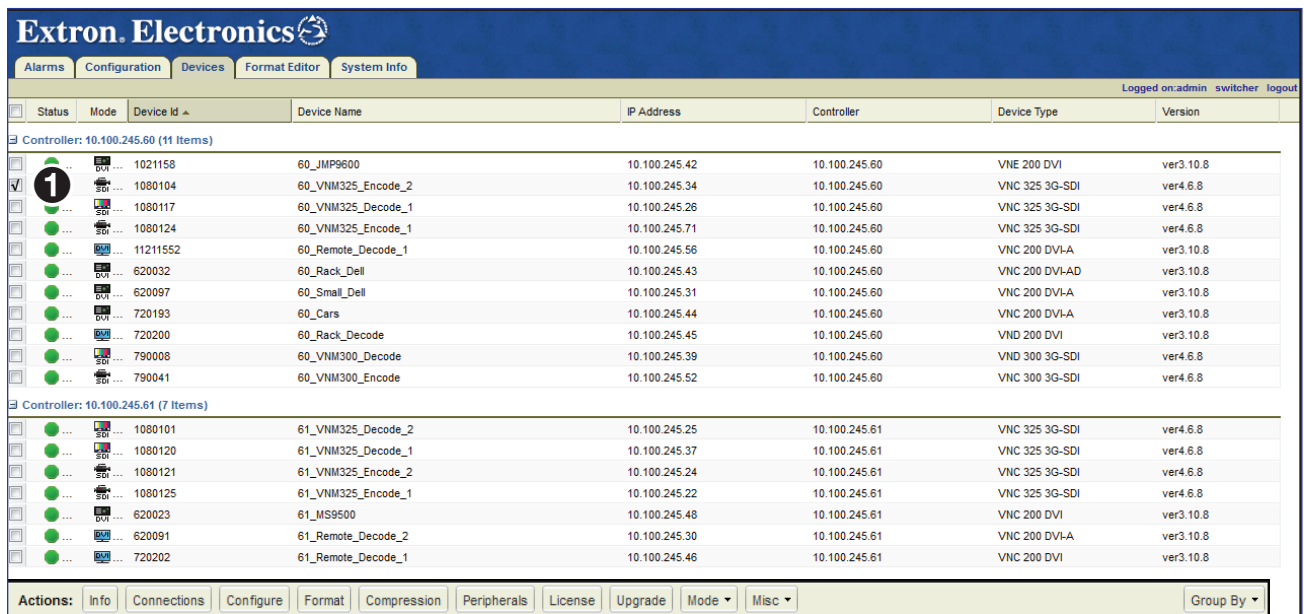 Extron. Electronics
Alarms Configuration Devices Format Editor System Info
Logged on:admin switcher logout
Status Mode Device Id Device Name IP Address Controller Device Type Version
Controller: 10.100.245.60 (11 Items)
... DVI ... 1021158 60_JMP9600 10.100.245.42 10.100.245.60 VNE 200 DVI ver3.10.8
1 SDI ... 1080104 60_VNM325_Encode_2 10.100.245.34 10.100.245.60 VNC 325 3G-SDI ver4.6.8
... SDI ... 1080117 60_VNM325_Decode_1 10.100.245.26 10.100.245.60 VNC 325 3G-SDI ver4.6.8
... SDI ... 1080124 60_VNM325_Encode_1 10.100.245.71 10.100.245.60 VNC 325 3G-SDI ver4.6.8
... DVI ... 11211552 60_Remote_Decode_1 10.100.245.56 10.100.245.60 VNC 200 DVI-A ver3.10.8
... DVI ... 620032 60_Rack_Dell 10.100.245.43 10.100.245.60 VNC 200 DVI-AD ver3.10.8
... DVI ... 620097 60_Small_Dell 10.100.245.31 10.100.245.60 VNC 200 DVI-A ver3.10.8
... DVI ... 720193 60_Cars 10.100.245.44 10.100.245.60 VNC 200 DVI-A ver3.10.8
... DVI ... 720200 60_Rack_Decode 10.100.245.45 10.100.245.60 VND 200 DVI ver3.10.8
... SDI ... 790008 60_VNM300_Decode 10.100.245.39 10.100.245.60 VND 300 3G-SDI ver4.6.8
... SDI ... 790041 60_VNM300_Encode 10.100.245.52 10.100.245.60 VNC 300 3G-SDI ver4.6.8
Controller: 10.100.245.61 (7 Items)
... SDI ... 1080101 61_VNM325_Decode_2 10.100.245.25 10.100.245.61 VNC 325 3G-SDI ver4.6.8
... SDI ... 1080120 61_VNM325_Decode_1 10.100.245.37 10.100.245.61 VNC 325 3G-SDI ver4.6.8
... SDI ... 1080121 61_VNM325_Encode_2 10.100.245.24 10.100.245.61 VNC 325 3G-SDI ver4.6.8
... SDI ... 1080125 61_VNM325_Encode_1 10.100.245.22 10.100.245.61 VNC 325 3G-SDI ver4.6.8
... DVI ... 620023 61_MS9500 10.100.245.48 10.100.245.61 VNC 200 DVI ver3.10.8
... DVI ... 620091 61_Remote_Decode_2 10.100.245.30 10.100.245.61 VNC 200 DVI-A ver3.10.8
... DVI ... 720202 61_Remote_Decode_1 10.100.245.46 10.100.245.61 VNC 200 DVI ver3.10.8
Actions: Info Connections Configure Format Compression Peripherals License Upgrade Mode Misc Group By